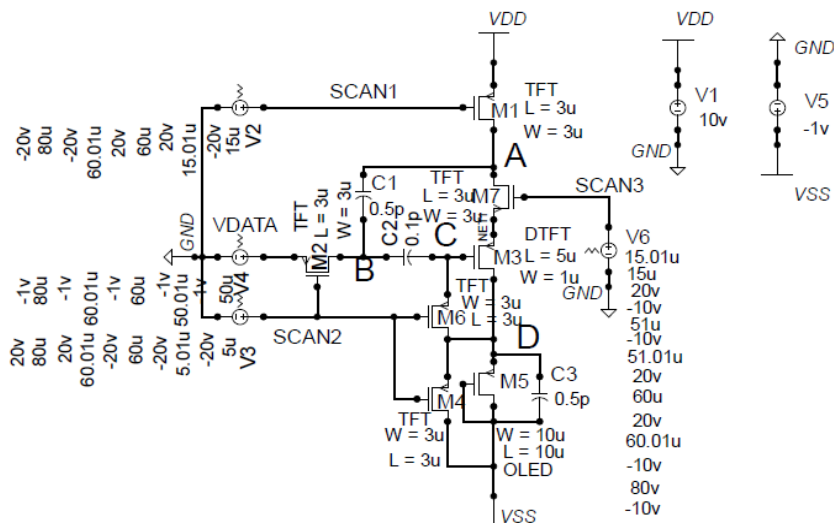 VDD
VDD
GND
SCAN1
TFT
L = 3u
W = 3u
M1
V1
10v
V5
-1v
GND
VSS
-20v
80u
-20v
60.01u
20v
60u
20v
15.01u
-20v
15u
V2
A
C1
0.5p
TFT
L = 3u
W = 3u
M7
NET1
SCAN3
TFT
L = 3u
W = 3u
M2
VDATA
GND
B
C2
0.1p
C
M3
DTFT
L = 5u
W = 1u
V6
15.01u
15u
20v
-10v
51u
-10v
51.01u
20v
60u
20v
60.01u
-10v
80v
-10v
GND
-1v
80u
-1v
60.01u
-1v
60u
-1v
50.01u
-1v
50u
V4
SCAN2
TFT
W = 3u
L = 3u
M6
D
20v
80u
20v
60.01u
-20v
60u
-20v
5.01u
-20v
5u
V3
M4
TFT
W = 3u
L = 3u
M5
C3
0.5p
W = 10u
L = 10u
OLED
VSS